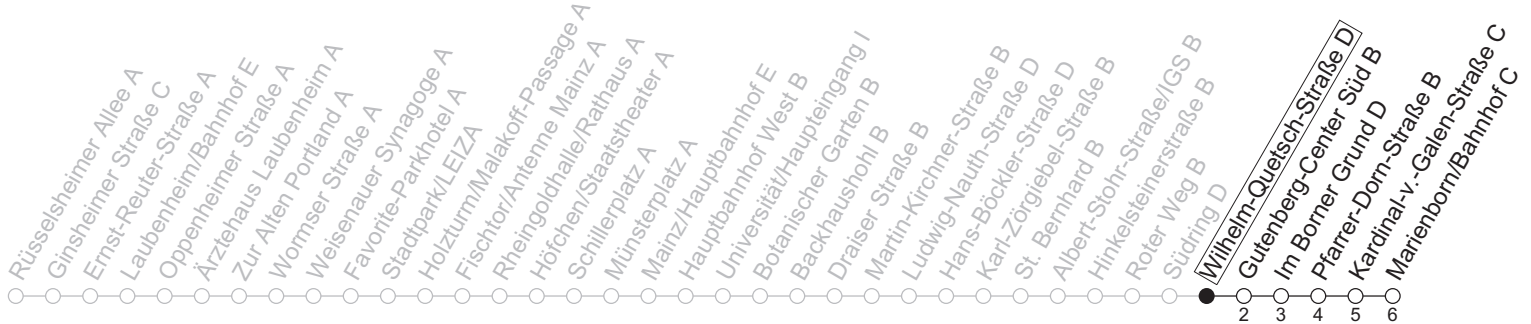 Rüsselsheimer Allee A
Ginsheimer Straße C
Ernst-Reuter-Straße A
Laubenheim/Bahnhof E
Oppenheimer Straße A
Ärztehaus Laubenheim A
Zur Alten Portland A
Wormser Straße A
Weisenauer Synagoge A
Favorite-Parkhotel A
Stadtpark/LEIZA
Holzturm/Malakoff-Passage A
Fischtor/Antenne Mainz A
Rheingoldhalle/Rathaus A
Höfchen/Staatstheater A
Schillerplatz A
Münsterplatz A
Mainz/Hauptbahnhof E
Hauptbahnhof West B
Universität/Haupteingang I
Botanischer Garten B
Backhaushohl B
Draiser Straße B
Martin-Kirchner-Straße B
Ludwig-Nauth-Straße D
Hans-Böckler-Straße D
Karl-Zörgiebel-Straße B
St. Bernhard B
Albert-Stohr-Straße/IGS B
Hinkelsteinerstraße B
Roter Weg B
Südring D
Wilhelm-Quetsch-Straße D
Gutenberg-Center Süd B
Im Borner Grund D
Pfarrer-Dorn-Straße B
Kardinal-v.-Galen-Straße C
Marienborn/Bahnhof C
2 3 4 5 6